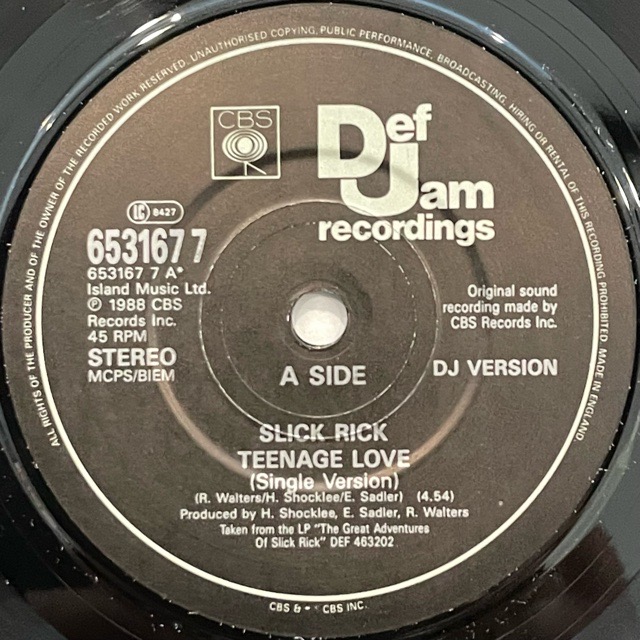 ALL RIGHTS OF THE PRODUCER AND OF THE OWNER OF THE RECORDED WORK RESERVED. UNAUTHORISED COPYING, PUBLIC PERFORMANCE, BROADCASTING, HIRING OR RENTAL OF THIS RECORDING PROHIBITED. MADE IN ENGLAND
CBS
Def
Jam
recordings
LC 8427
653167 7
653167 7 A*
Island Music Ltd.
℗ 1988 CBS
Records Inc.
45 RPM
STEREO
MCPS/BIEM
Original sound
recording made by
CBS Records Inc.
A SIDE
DJ VERSION
SLICK RICK
TEENAGE LOVE
(Single Version)
(R. Walters/H. Shocklee/E. Sadler) (4.54)
Produced by H. Shocklee, E. Sadler, R. Walters
Taken from the LP "The Great Adventures
Of Slick Rick" DEF 463202
CBS & CBS INC.